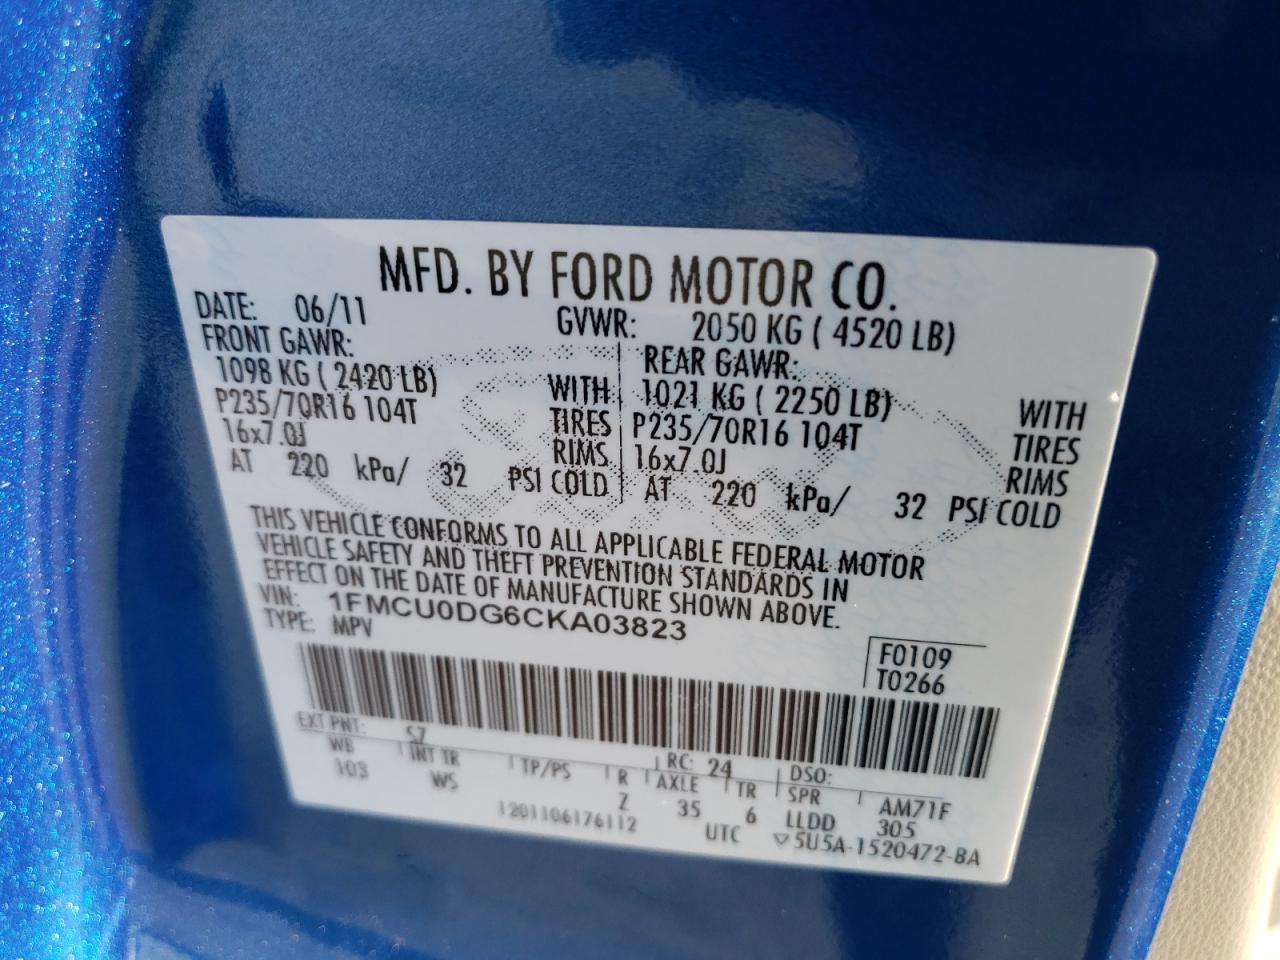 MFD. BY FORD MOTOR CO.
DATE: 06/11 GVWR: 2050 KG ( 4520 LB)
FRONT GAWR: REAR GAWR:
1098 KG ( 2420 LB) WITH 1021 KG ( 2250 LB) WITH
P235/70R16 104T TIRES P235/70R16 104T TIRES
16x7.0J RIMS 16x7.0J RIMS
AT 220 kPa/ 32 PSI COLD AT 220 kPa/ 32 PSI COLD
THIS VEHICLE CONFORMS TO ALL APPLICABLE FEDERAL MOTOR
VEHICLE SAFETY AND THEFT PREVENTION STANDARDS IN
EFFECT ON THE DATE OF MANUFACTURE SHOWN ABOVE.
VIN: 1FMCU0DG6CKA03823
TYPE: MPV
F0109
T0266
EXT PNT: SZ RC: 24 DSO:
WB INT TR TP/PS R AXLE TR SPR AM71F
103 WS Z 35 6 LLDD 305
1201106176112 UTC ▽5U5A-1520472-BA